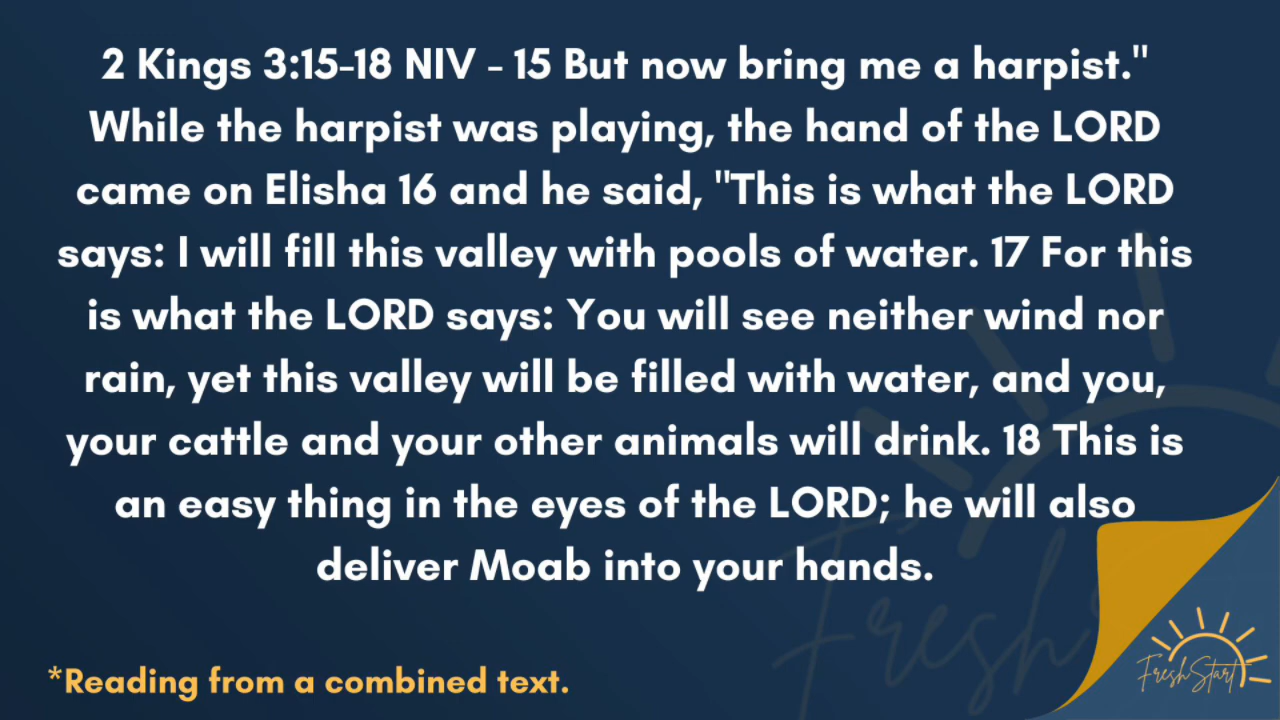 2 Kings 3:15-18 NIV - 15 But now bring me a harpist."
While the harpist was playing, the hand of the LORD
came on Elisha 16 and he said, "This is what the LORD
says: I will fill this valley with pools of water. 17 For this
is what the LORD says: You will see neither wind nor
rain, yet this valley will be filled with water, and you,
your cattle and your other animals will drink. 18 This is
an easy thing in the eyes of the LORD; he will also
deliver Moab into your hands.
*Reading from a combined text.
Fresh
FreshStart